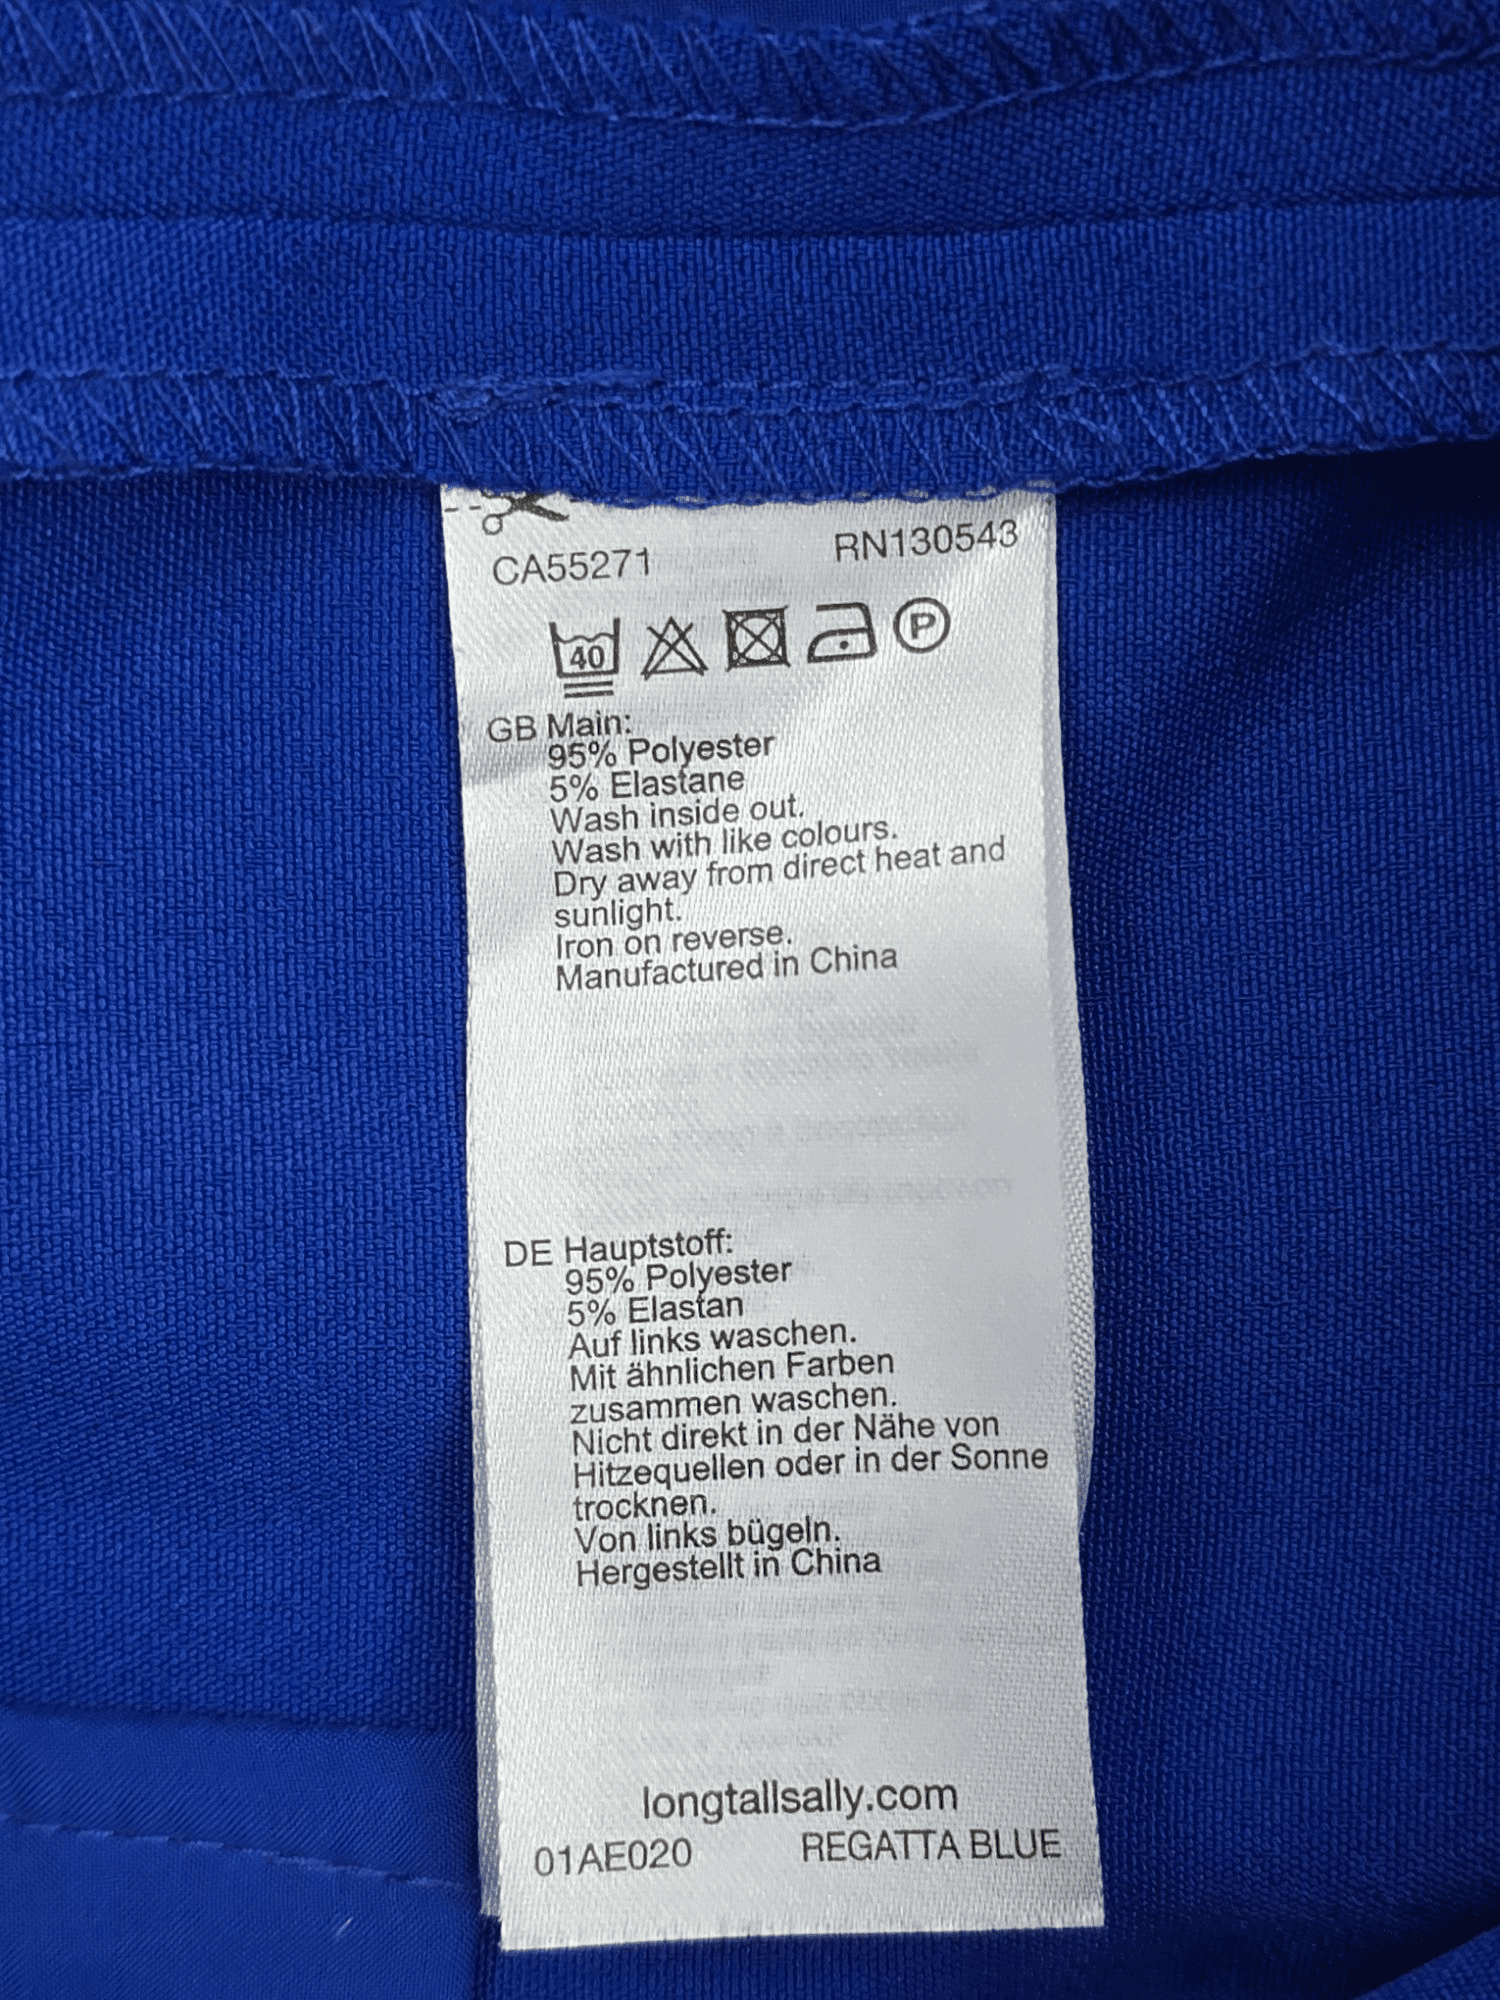 CA55271 RN130543
40 P
GB Main:
95% Polyester
5% Elastane
Wash inside out.
Wash with like colours.
Dry away from direct heat and
sunlight.
Iron on reverse.
Manufactured in China
DE Hauptstoff:
95% Polyester
5% Elastan
Auf links waschen.
Mit ähnlichen Farben
zusammen waschen.
Nicht direkt in der Nähe von
Hitzequellen oder in der Sonne
trocknen.
Von links bügeln.
Hergestellt in China
longtallsally.com
01AE020 REGATTA BLUE